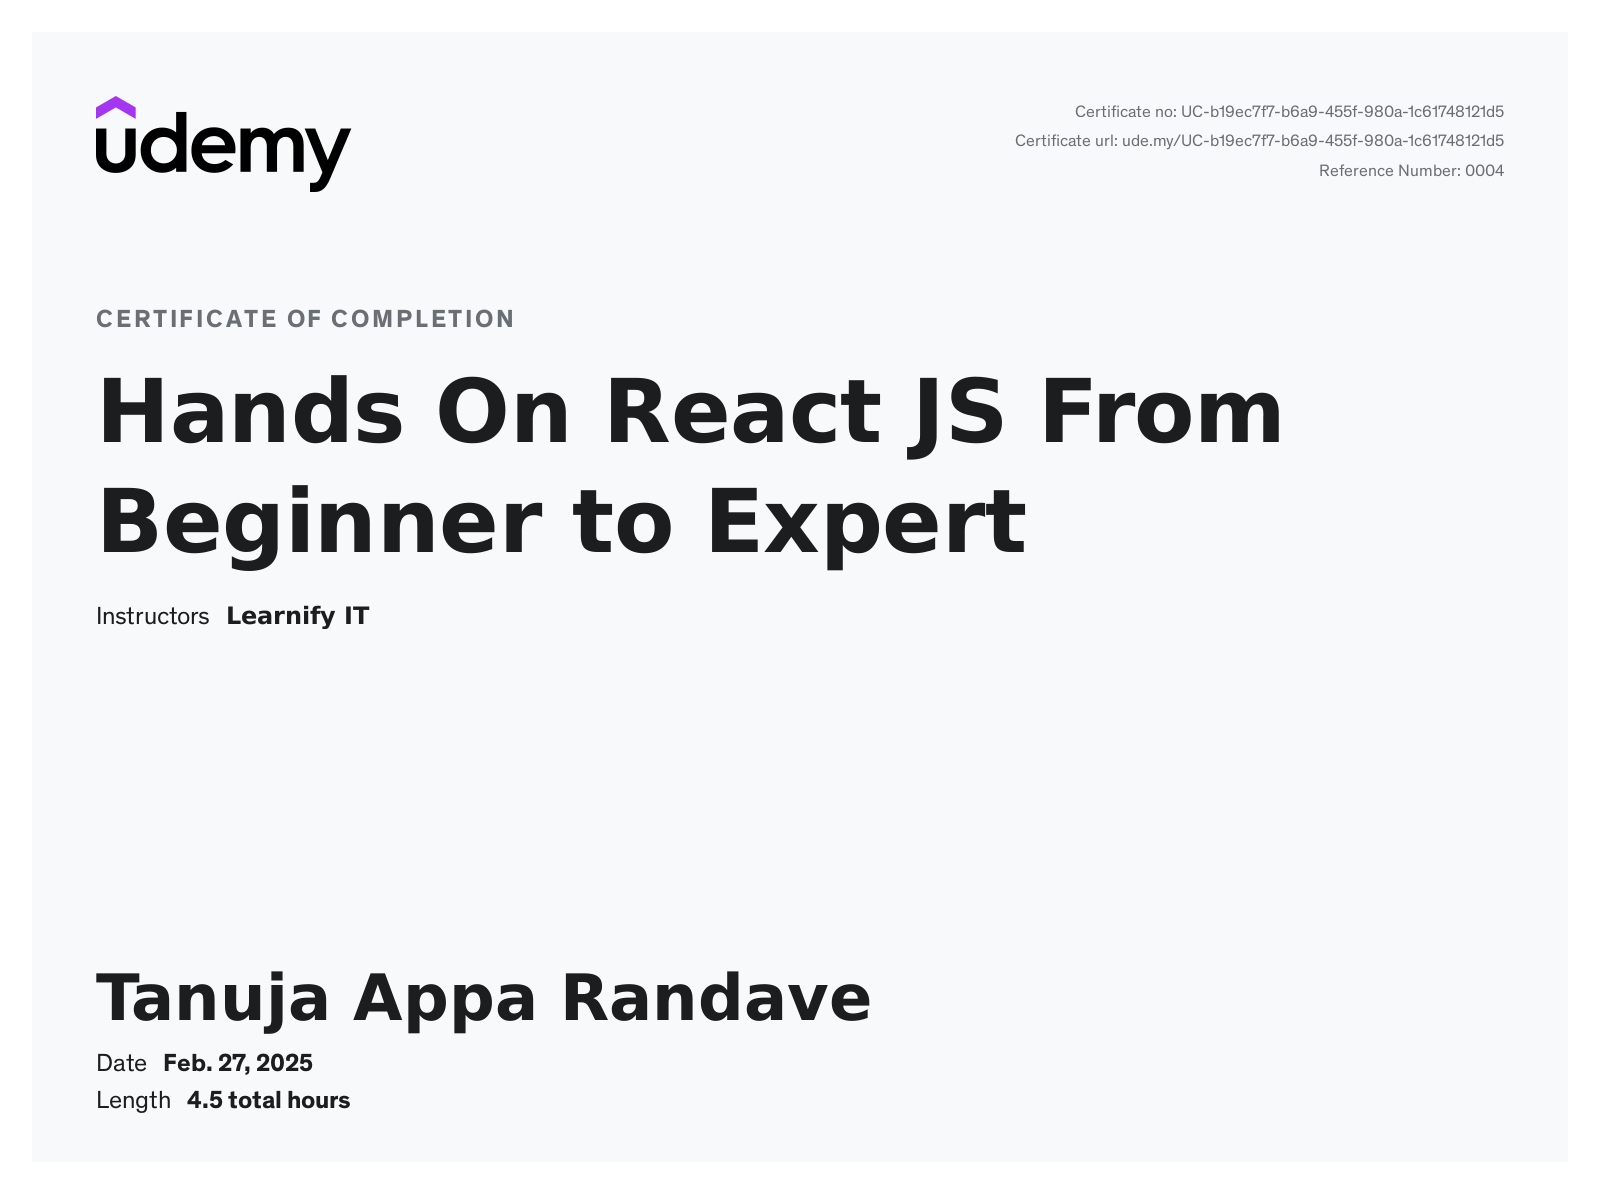 udemy
Certificate no: UC-b19ec7f7-b6a9-455f-980a-1c61748121d5
Certificate url: ude.my/UC-b19ec7f7-b6a9-455f-980a-1c61748121d5
Reference Number: 0004
CERTIFICATE OF COMPLETION
Hands On React JS From
Beginner to Expert
Instructors Learnify IT
Tanuja Appa Randave
Date Feb. 27, 2025
Length 4.5 total hours